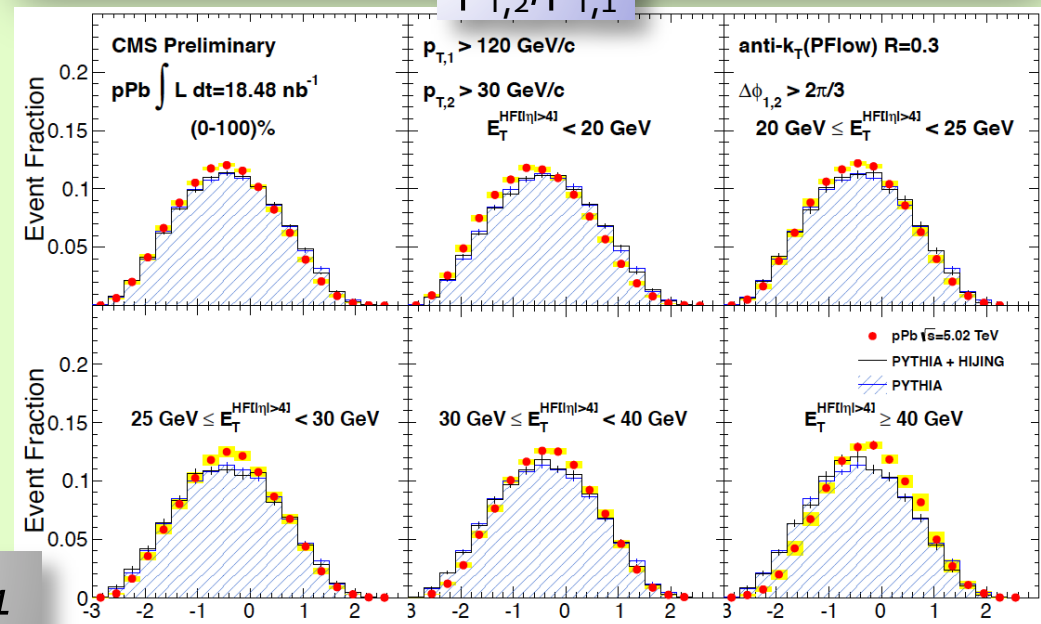 CMS Preliminary
pPb ∫ L dt=18.48 nb⁻¹
(0-100)%
p_T,1 > 120 GeV/c
p_T,2 > 30 GeV/c
E_T^HF[|η|>4] < 20 GeV
anti-k_T(PFlow) R=0.3
Δϕ_1,2 > 2π/3
20 GeV ≤ E_T^HF[|η|>4] < 25 GeV
Event Fraction
0.2
0.15
0.1
0.05
pPb √s=5.02 TeV
PYTHIA + HIJING
PYTHIA
25 GeV ≤ E_T^HF[|η|>4] < 30 GeV
30 GeV ≤ E_T^HF[|η|>4] < 40 GeV
E_T^HF[|η|>4] ≥ 40 GeV
Event Fraction
0.2
0.15
0.1
0.05
0
-3 -2 -1 0 1 2 3 -2 -1 0 1 2 3 -2 -1 0 1 2